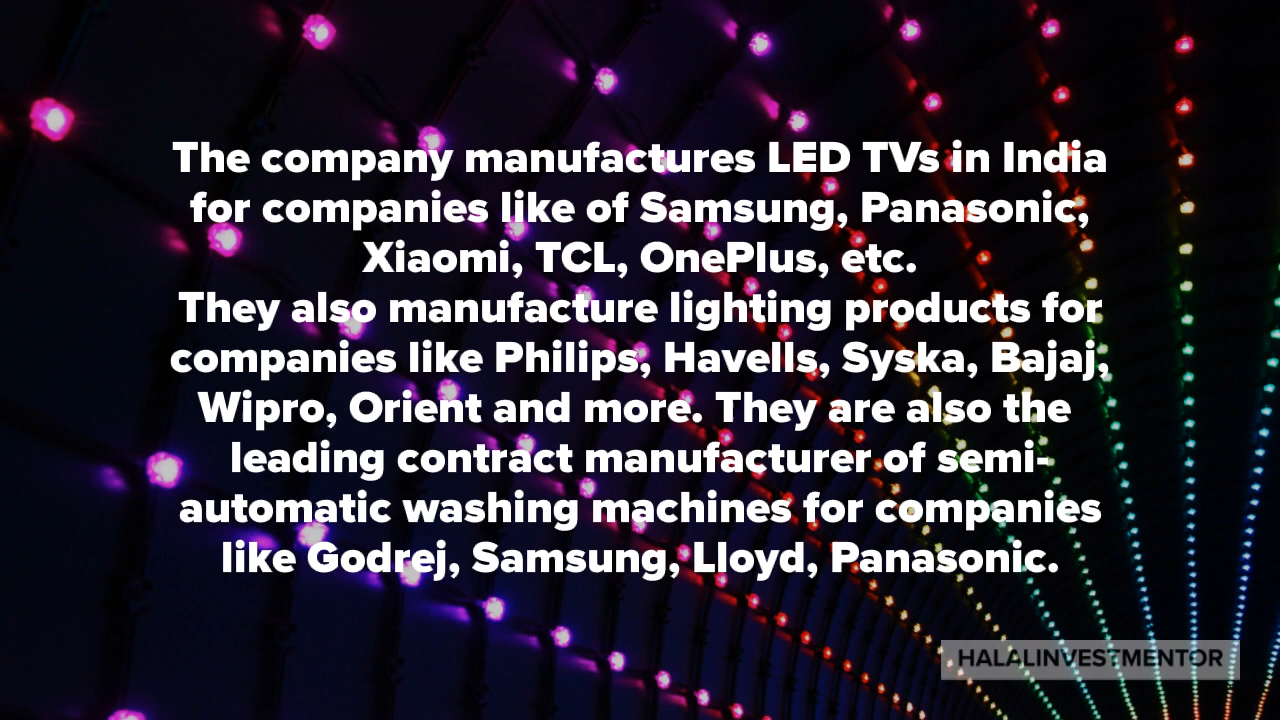 The company manufactures LED TVs in India
for companies like of Samsung, Panasonic,
Xiaomi, TCL, OnePlus, etc.
They also manufacture lighting products for
companies like Philips, Havells, Syska, Bajaj,
Wipro, Orient and more. They are also the
leading contract manufacturer of semi-
automatic washing machines for companies
like Godrej, Samsung, Lloyd, Panasonic.
HALALINVESTMENTOR